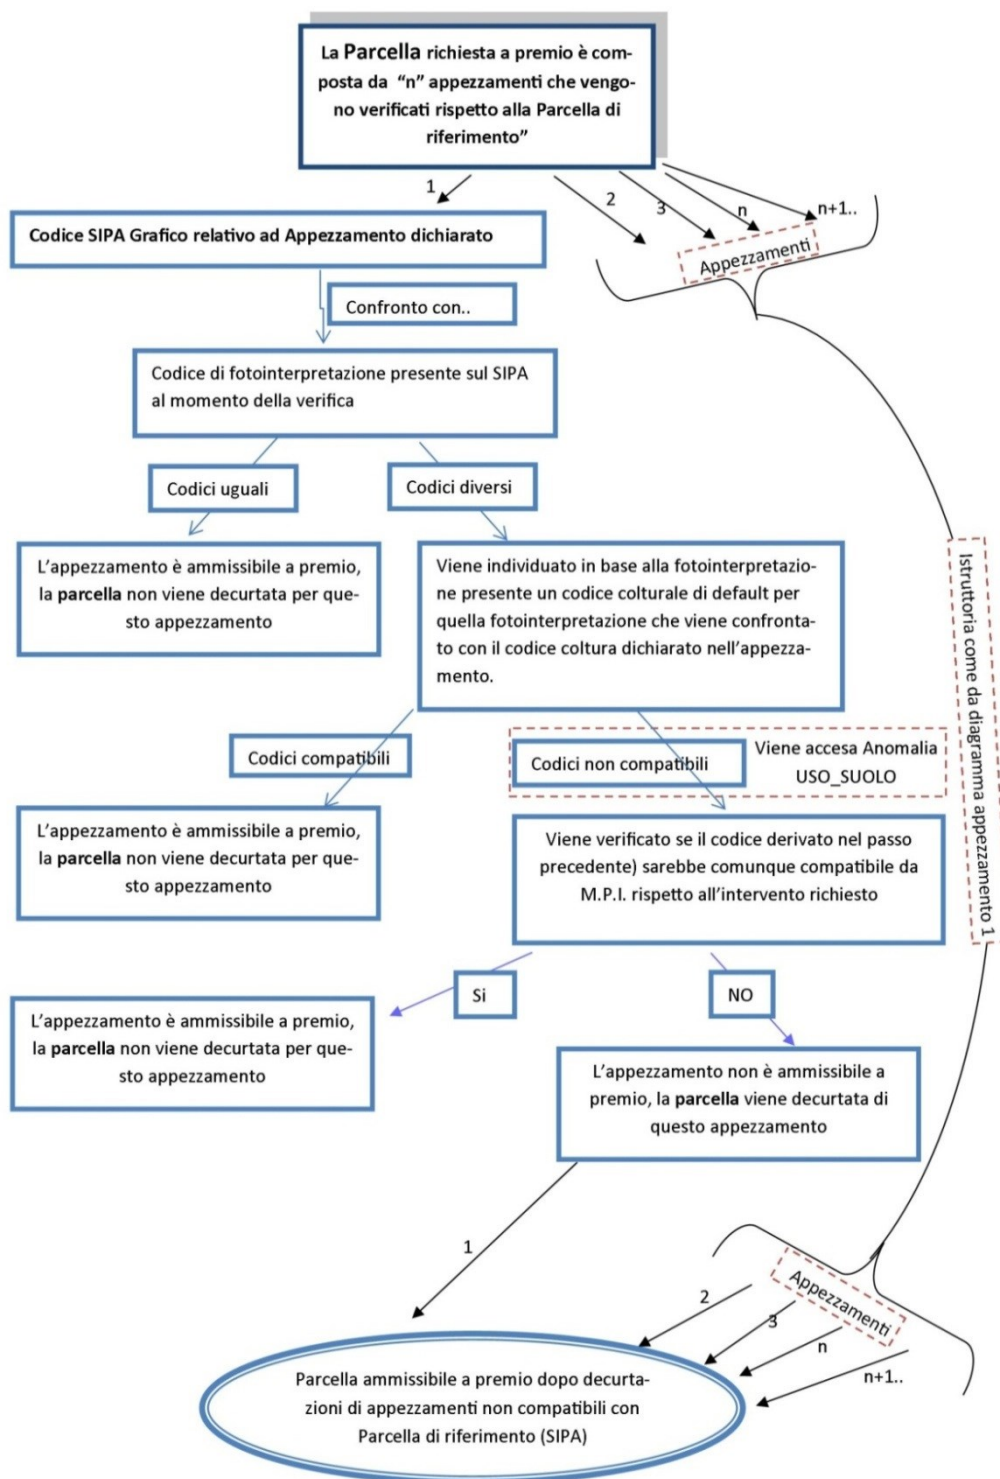 La Parcella richiesta a premio è com-
posta da “n” appezzamenti che vengo-
no verificati rispetto alla Parcella di
riferimento”
1
2
3
n
n+1..
Appezzamenti
Codice SIPA Grafico relativo ad Appezzamento dichiarato
Confronto con..
Codice di fotointerpretazione presente sul SIPA
al momento della verifica
Codici uguali
Codici diversi
L’appezzamento è ammissibile a premio,
la parcella non viene decurtata per que-
sto appezzamento
Viene individuato in base alla fotointerpretazio-
ne presente un codice colturale di default per
quella fotointerpretazione che viene confronta-
to con il codice coltura dichiarato nell’appezza-
mento.
Istruttoria come da diagramma appezzamento 1
Codici compatibili
Codici non compatibili
Viene accesa Anomalia
USO_SUOLO
L’appezzamento è ammissibile a premio,
la parcella non viene decurtata per que-
sto appezzamento
Viene verificato se il codice derivato nel passo
precedente) sarebbe comunque compatibile da
M.P.I. rispetto all’intervento richiesto
Si
NO
L’appezzamento è ammissibile a premio,
la parcella non viene decurtata per que-
sto appezzamento
L’appezzamento non è ammissibile a
premio, la parcella viene decurtata di
questo appezzamento
1
2
3
n
n+1..
Appezzamenti
Parcella ammissibile a premio dopo decurta-
zioni di appezzamenti non compatibili con
Parcella di riferimento (SIPA)